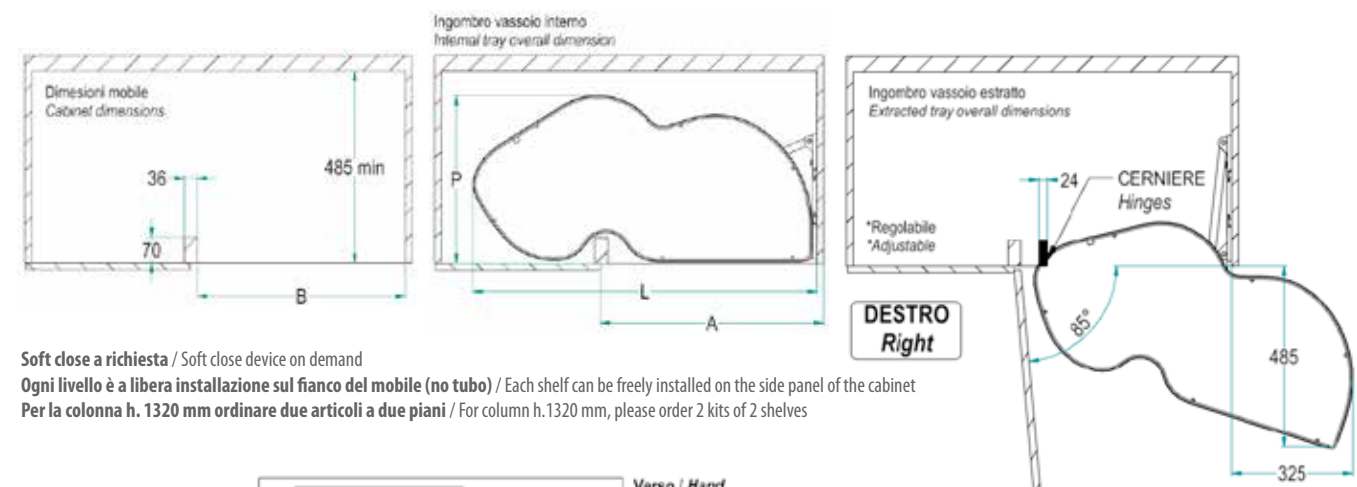 Ingombro vassoio interno
Internal tray overall dimension
Dimesioni mobile
Cabinet dimensions
485 min
36
70
B
P
L
A
Ingombro vassoio estratto
Extracted tray overall dimensions
24
CERNIERE
Hinges
*Regolabile
*Adjustable
DESTRO
Right
85°
485
325
Soft close a richiesta / Soft close device on demand
Ogni livello è a libera installazione sul fianco del mobile (no tubo) / Each shelf can be freely installed on the side panel of the cabinet
Per la colonna h. 1320 mm ordinare due articoli a due piani / For column h.1320 mm, please order 2 kits of 2 shelves
Verso / Hand